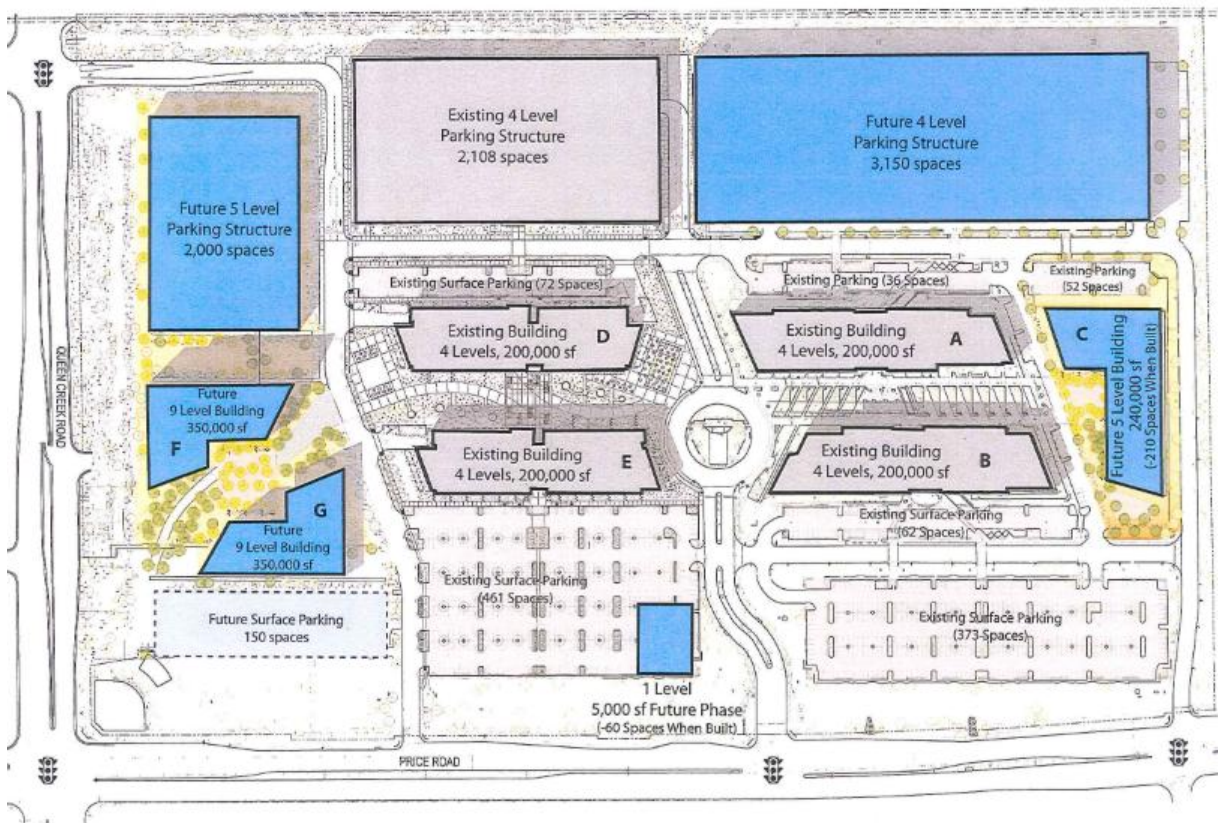 Existing 4 Level
Parking Structure
2,108 spaces
Future 4 Level
Parking Structure
3,150 spaces
Future 5 Level
Parking Structure
2,000 spaces
Existing Surface Parking (72 Spaces)
Existing Parking (36 Spaces)
Existing Parking
(52 Spaces)
Existing Building
4 Levels, 200,000 sf
D
Existing Building
4 Levels, 200,000 sf
A
C
Future 5 Level Building
240,000 sf
(-210 Spaces When Built)
QUEEN CREEK ROAD
Future
9 Level Building
350,000 sf
F
Existing Building
4 Levels, 200,000 sf
E
Existing Building
4 Levels, 200,000 sf
B
G
Future
9 Level Building
350,000 sf
Existing Surface Parking
(62 Spaces)
Existing Surface Parking
(461 Spaces)
Future Surface Parking
150 spaces
Existing Surface Parking
(373 Spaces)
1 Level
5,000 sf Future Phase
(-60 Spaces When Built)
PRICE ROAD